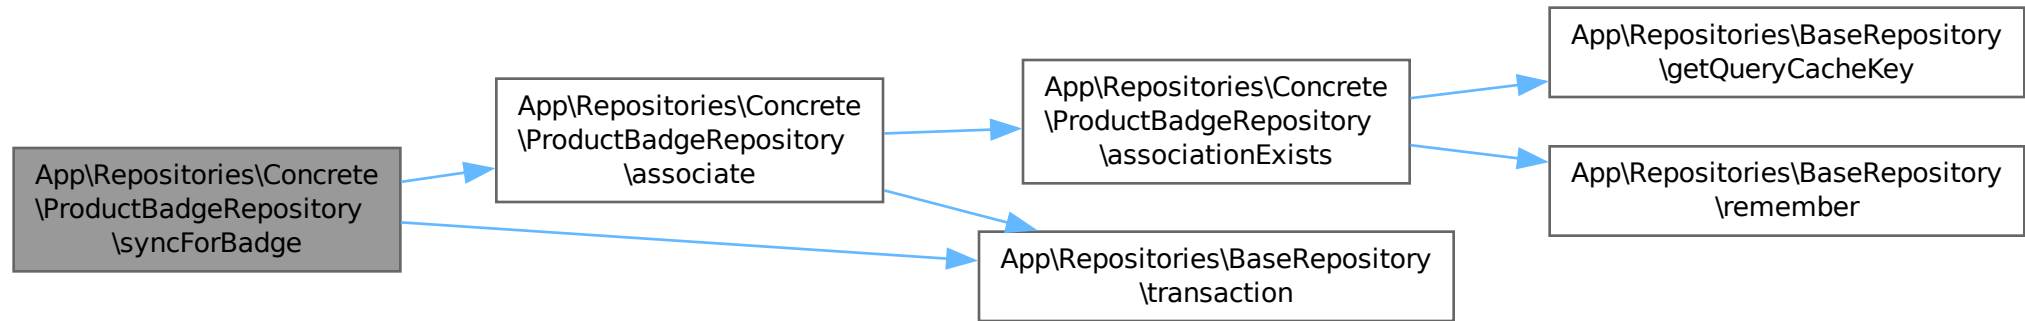 App\Repositories\Concrete
\ProductBadgeRepository
\syncForBadge
App\Repositories\Concrete
\ProductBadgeRepository
\associate
App\Repositories\Concrete
\ProductBadgeRepository
\associationExists
App\Repositories\BaseRepository
\getQueryCacheKey
App\Repositories\BaseRepository
\remember
App\Repositories\BaseRepository
\transaction